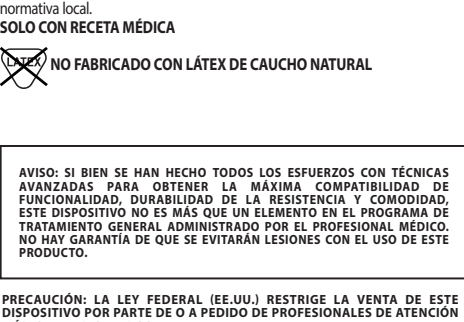 normativa local.
SOLO CON RECETA MÉDICA
LATEX NO FABRICADO CON LÁTEX DE CAUCHO NATURAL
AVISO: SI BIEN SE HAN HECHO TODOS LOS ESFUERZOS CON TÉCNICAS
AVANZADAS PARA OBTENER LA MÁXIMA COMPATIBILIDAD DE
FUNCIONALIDAD, DURABILIDAD DE LA RESISTENCIA Y COMODIDAD,
ESTE DISPOSITIVO NO ES MÁS QUE UN ELEMENTO EN EL PROGRAMA DE
TRATAMIENTO GENERAL ADMINISTRADO POR EL PROFESIONAL MÉDICO.
NO HAY GARANTÍA DE QUE SE EVITARÁN LESIONES CON EL USO DE ESTE
PRODUCTO.
PRECAUCIÓN: LA LEY FEDERAL (EE.UU.) RESTRIGE LA VENTA DE ESTE
DISPOSITIVO POR PARTE DE O A PEDIDO DE PROFESIONALES DE ATENCIÓN